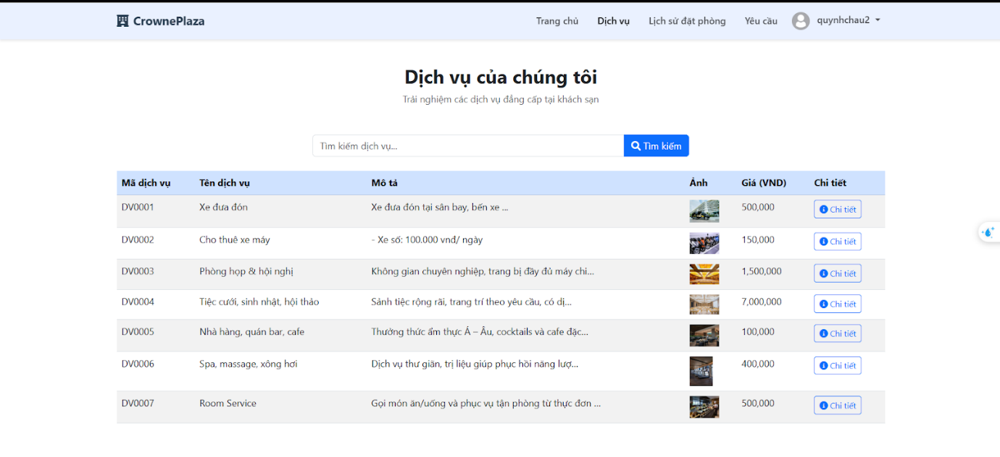 CrownePlaza
Trang chủ Dịch vụ Lịch sử đặt phòng Yêu cầu quynhchau2
Dịch vụ của chúng tôi
Trải nghiệm các dịch vụ đẳng cấp tại khách sạn
Tìm kiếm dịch vụ... Tìm kiếm
Mã dịch vụ Tên dịch vụ Mô tả Ảnh Giá (VND) Chi tiết
DV0001 Xe đưa đón Xe đưa đón tại sân bay, bến xe ... 500,000 Chi tiết
DV0002 Cho thuê xe máy - Xe số: 100.000 vnd/ ngày 150,000 Chi tiết
DV0003 Phòng họp & hội nghị Không gian chuyên nghiệp, trang bị đầy đủ máy chi... 1,500,000 Chi tiết
DV0004 Tiệc cưới, sinh nhật, hội thảo Sảnh tiệc rộng rãi, trang trí theo yêu cầu, có dị... 7,000,000 Chi tiết
DV0005 Nhà hàng, quán bar, cafe Thưởng thức ẩm thực Á – Âu, cocktails và cafe đặc... 100,000 Chi tiết
DV0006 Spa, massage, xông hơi Dịch vụ thư giãn, trị liệu giúp phục hồi năng lượ... 400,000 Chi tiết
DV0007 Room Service Gọi món ăn/uống và phục vụ tận phòng từ thực đơn ... 500,000 Chi tiết